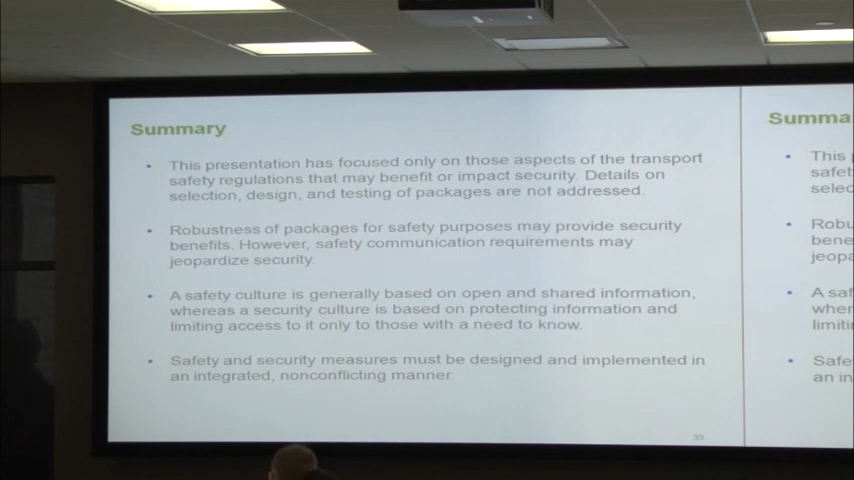 Summary
• This presentation has focused only on those aspects of the transport
safety regulations that may benefit or impact security. Details on
selection, design, and testing of packages are not addressed.
• Robustness of packages for safety purposes may provide security
benefits. However, safety communication requirements may
jeopardize security.
• A safety culture is generally based on open and shared information,
whereas a security culture is based on protecting information and
limiting access to it only to those with a need to know.
• Safety and security measures must be designed and implemented in
an integrated, nonconflicting manner.
33
Summa
• This
safet
selec
• Robu
bene
jeopa
• A saf
wher
limiti
• Safe
an in